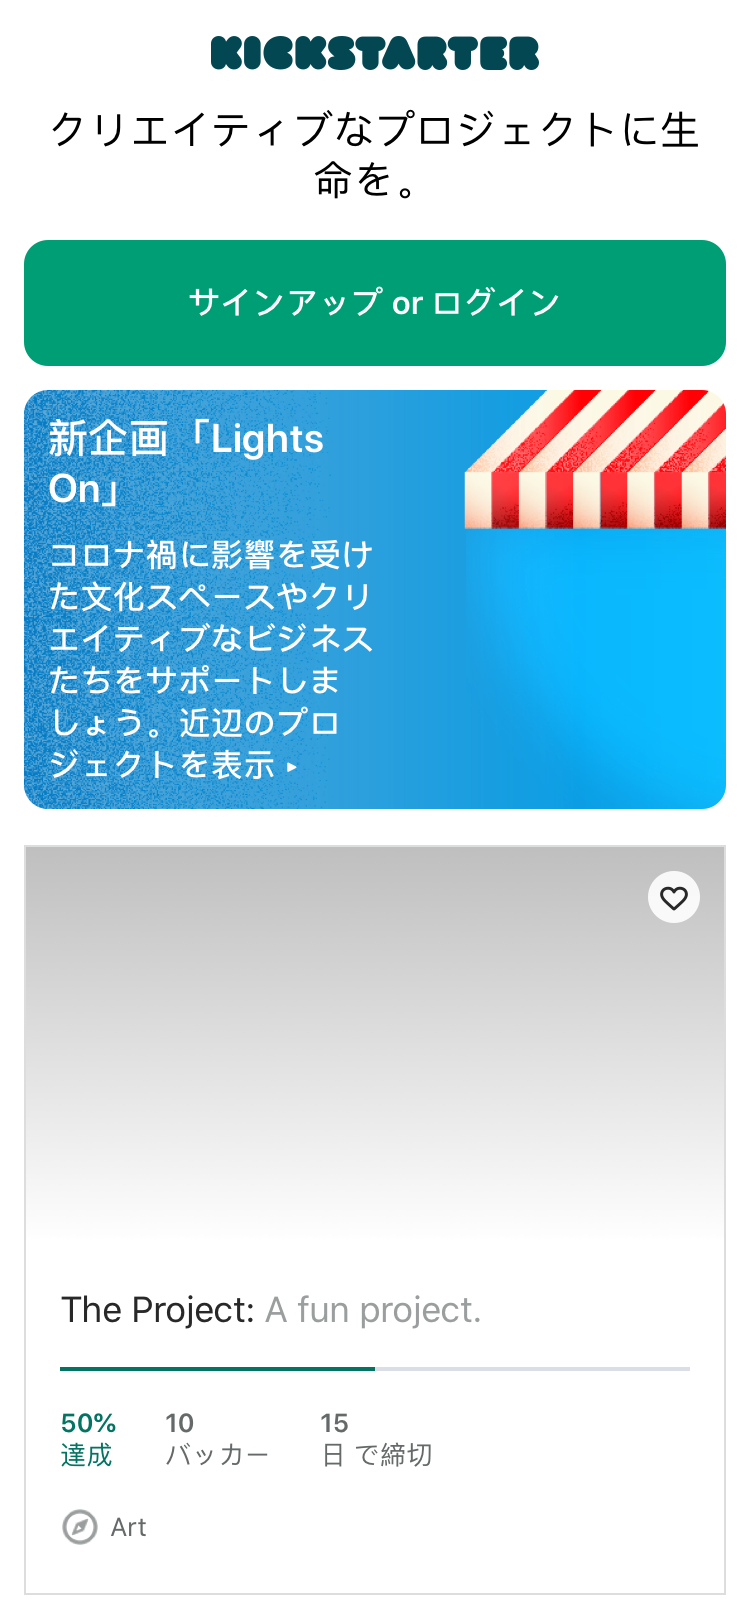 KICKSTARTER
クリエイティブなプロジェクトに生
命を。
サインアップ or ログイン
新企画「Lights
On」
コロナ禍に影響を受け
た文化スペースやクリ
エイティブなビジネス
たちをサポートしま
しょう。近辺のプロ
ジェクトを表示 ▸
The Project: A fun project.
50% 10 15
達成 バッカー 日 で締切
Art